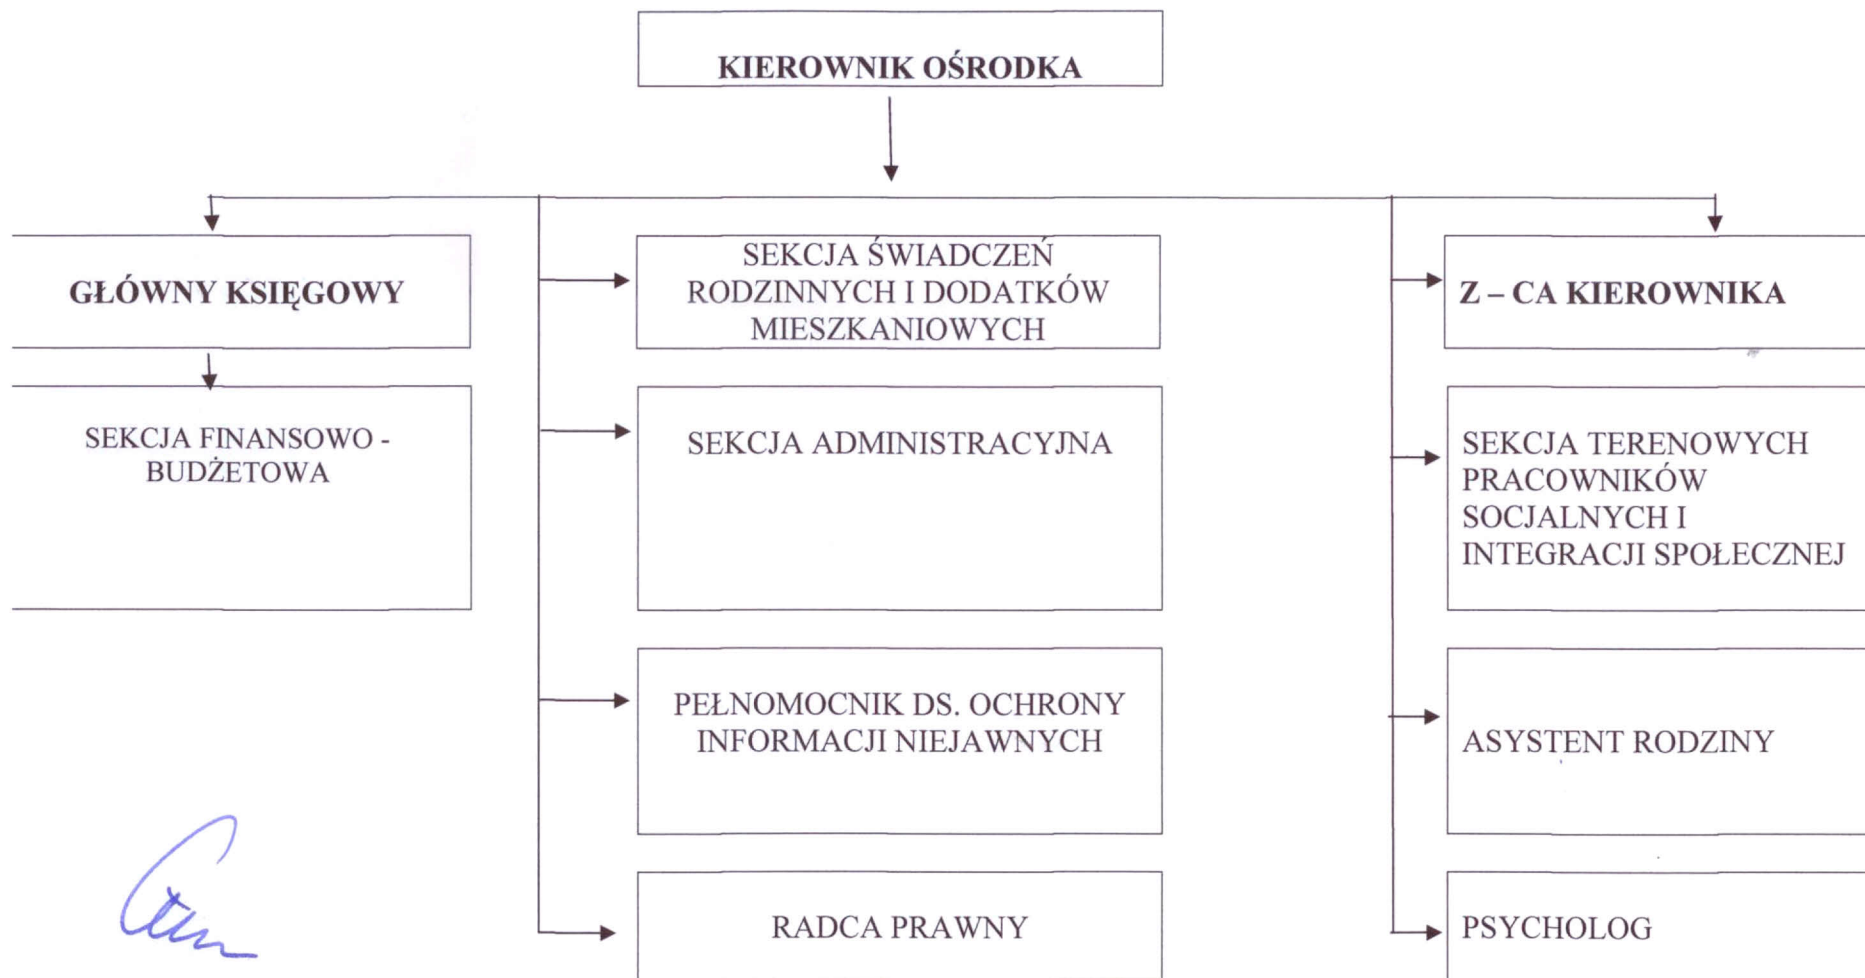 KIEROWNIK OŚRODKA
GŁÓWNY KSIĘGOWY
SEKCJA FINANSOWO -
BUDŻETOWA
SEKCJA ŚWIADCZEŃ
RODZINNYCH I DODATKÓW
MIESZKANIOWYCH
SEKCJA ADMINISTRACYJNA
PEŁNOMOCNIK DS. OCHRONY
INFORMACJI NIEJAWNYCH
RADCA PRAWNY
Z – CA KIEROWNIKA
SEKCJA TERENOWYCH
PRACOWNIKÓW
SOCJALNYCH I
INTEGRACJI SPOŁECZNEJ
ASYSTENT RODZINY
PSYCHOLOG